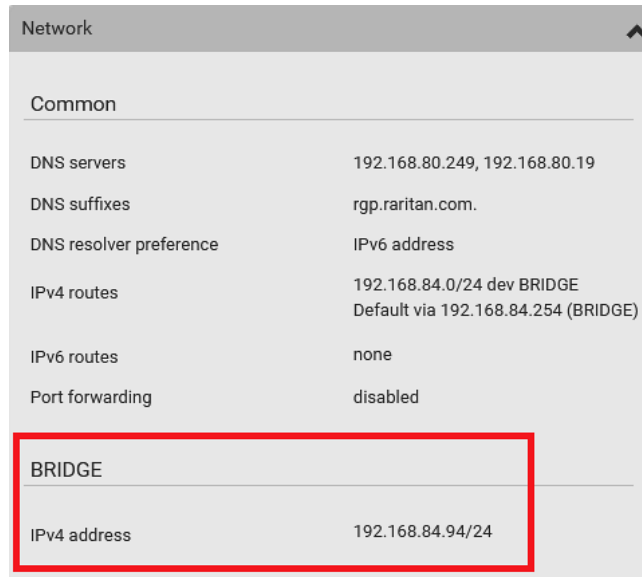 Network
Common
DNS servers 192.168.80.249, 192.168.80.19
DNS suffixes rgp.raritan.com.
DNS resolver preference IPv6 address
IPv4 routes 192.168.84.0/24 dev BRIDGE
Default via 192.168.84.254 (BRIDGE)
IPv6 routes none
Port forwarding disabled
BRIDGE
IPv4 address 192.168.84.94/24